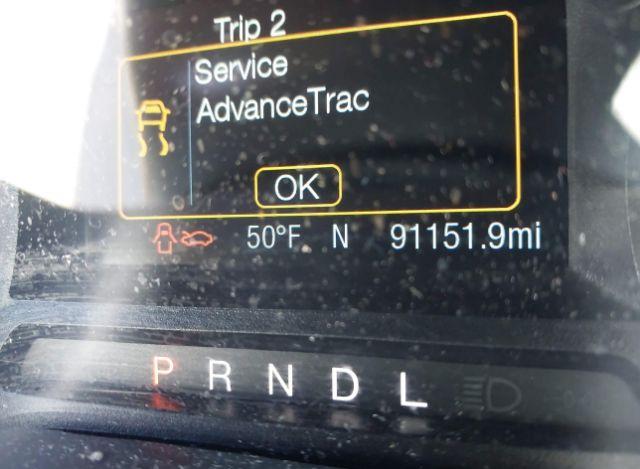 Trip 2
Service
AdvanceTrac
OK
50°F N 91151.9mi
P R N D L